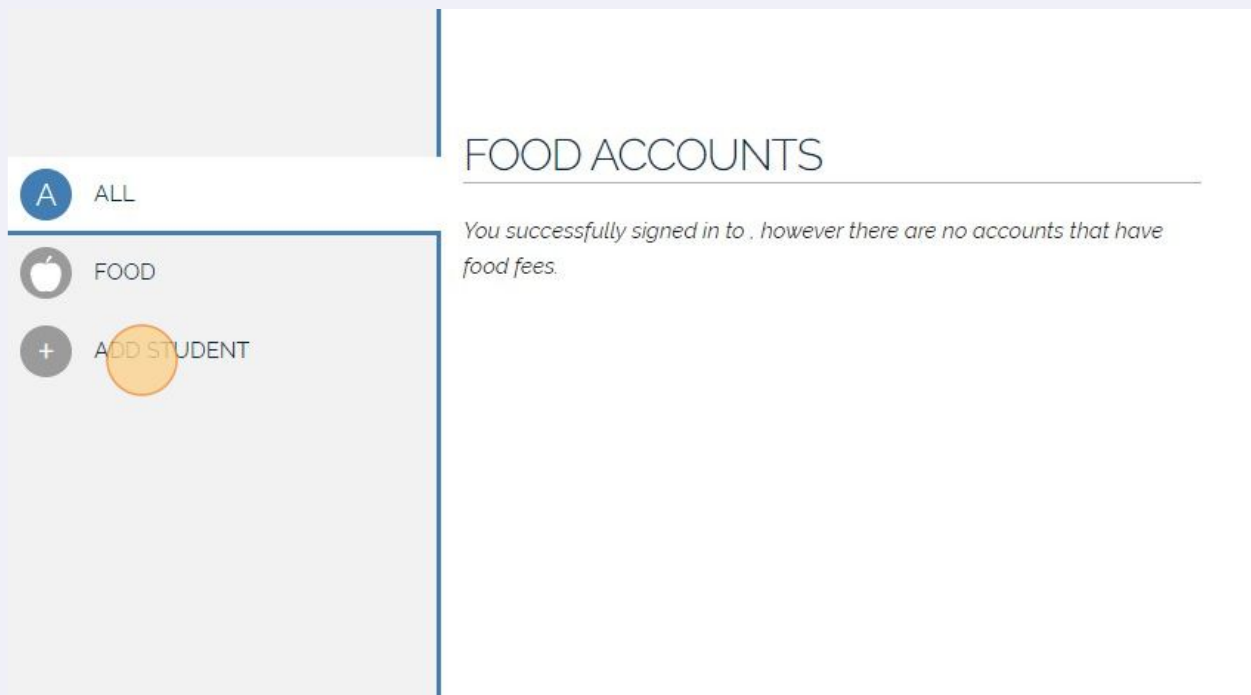 FOOD ACCOUNTS
A ALL
You successfully signed in to , however there are no accounts that have
food fees.
FOOD
+ ADD STUDENT